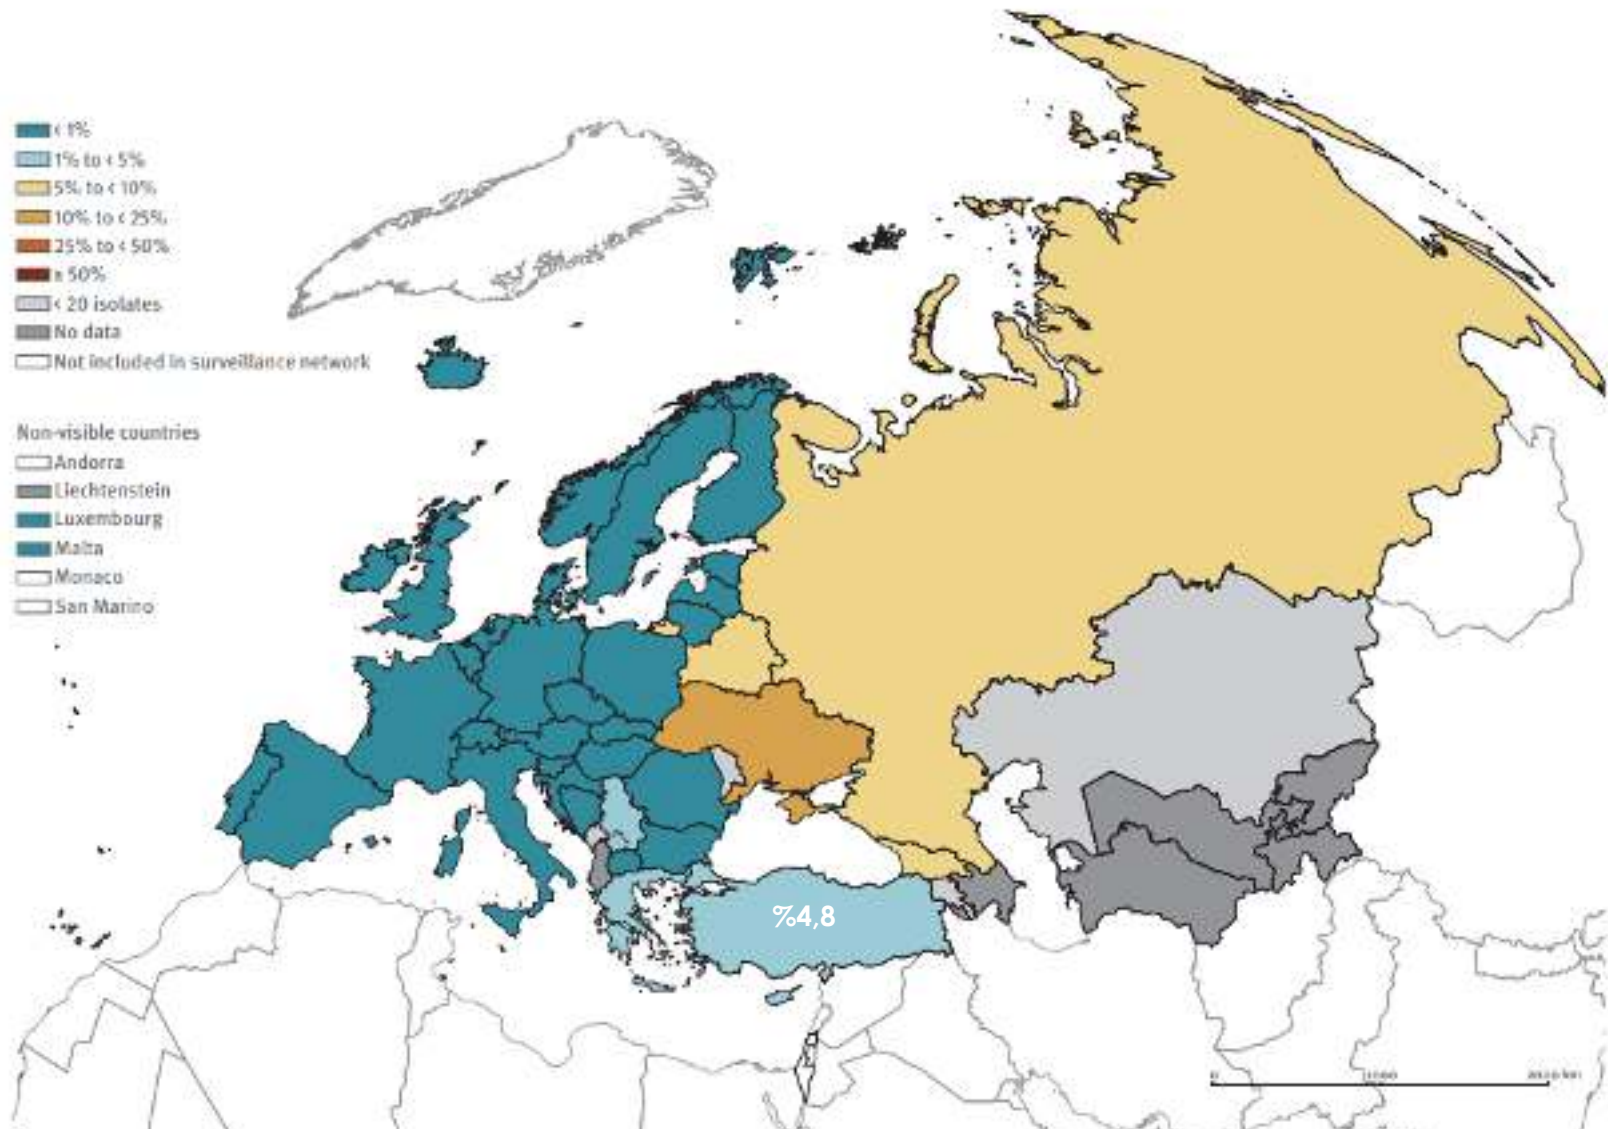 < 1%
1% to < 5%
5% to < 10%
10% to < 25%
25% to < 50%
≥ 50%
< 20 isolates
No data
Not included in surveillance network
Non-visible countries
Andorra
Liechtenstein
Luxembourg
Malta
Monaco
San Marino
%4,8
0